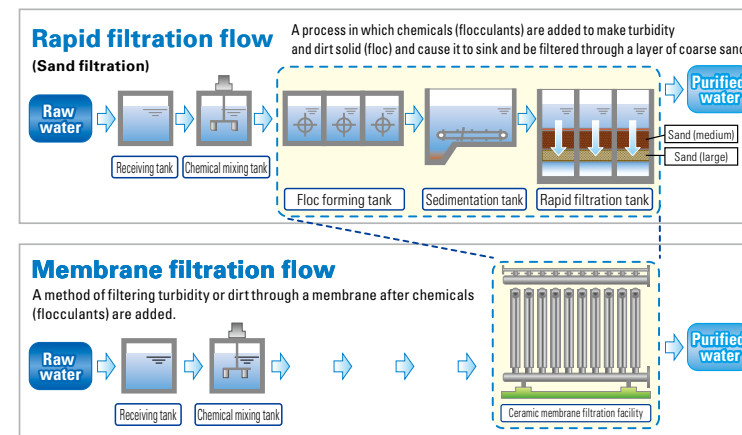 Rapid filtration flow
(Sand filtration)
A process in which chemicals (flocculants) are added to make turbidity
and dirt solid (floc) and cause it to sink and be filtered through a layer of coarse sand
Raw
water
Receiving tank
Chemical mixing tank
Floc forming tank
Sedimentation tank
Rapid filtration tank
Sand (medium)
Sand (large)
Purified
water
Membrane filtration flow
A method of filtering turbidity or dirt through a membrane after chemicals
(flocculants) are added.
Raw
water
Receiving tank
Chemical mixing tank
Ceramic membrane filtration facility
Purified
water